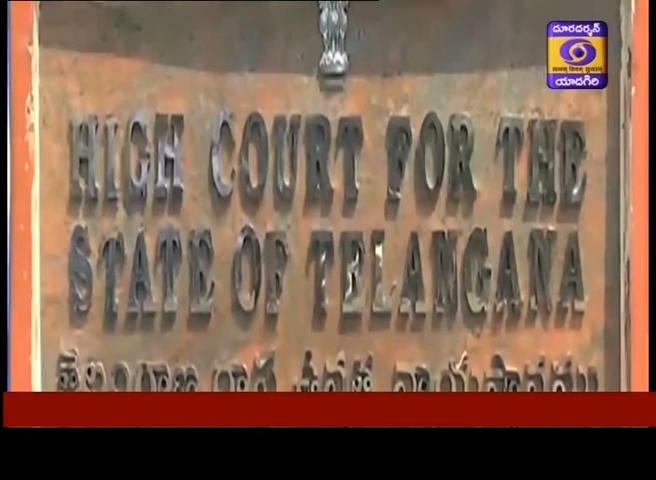 దూరదర్శన్
యాదగిరి
HIGH COURT FOR THE
STATE OF TELANGANA
తెలంగాణ రాష్ట్ర